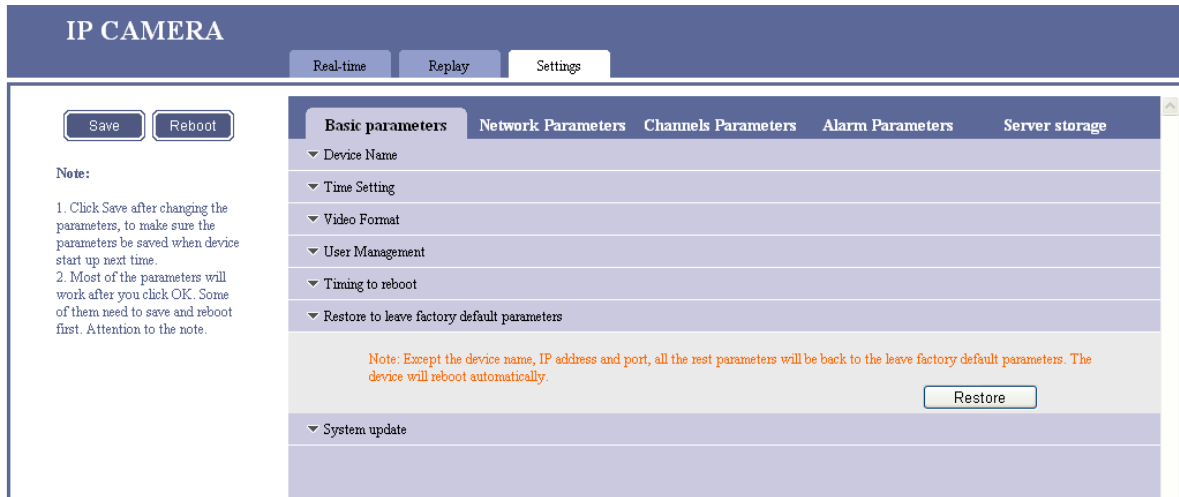 IP CAMERA
Real-time Replay Settings
Save Reboot
Note:
1. Click Save after changing the
parameters, to make sure the
parameters be saved when device
start up next time.
2. Most of the parameters will
work after you click OK. Some
of them need to save and reboot
first. Attention to the note.
Basic parameters Network Parameters Channels Parameters Alarm Parameters Server storage
Device Name
Time Setting
Video Format
User Management
Timing to reboot
Restore to leave factory default parameters
Note: Except the device name, IP address and port, all the rest parameters will be back to the leave factory default parameters. The
device will reboot automatically.
Restore
System update